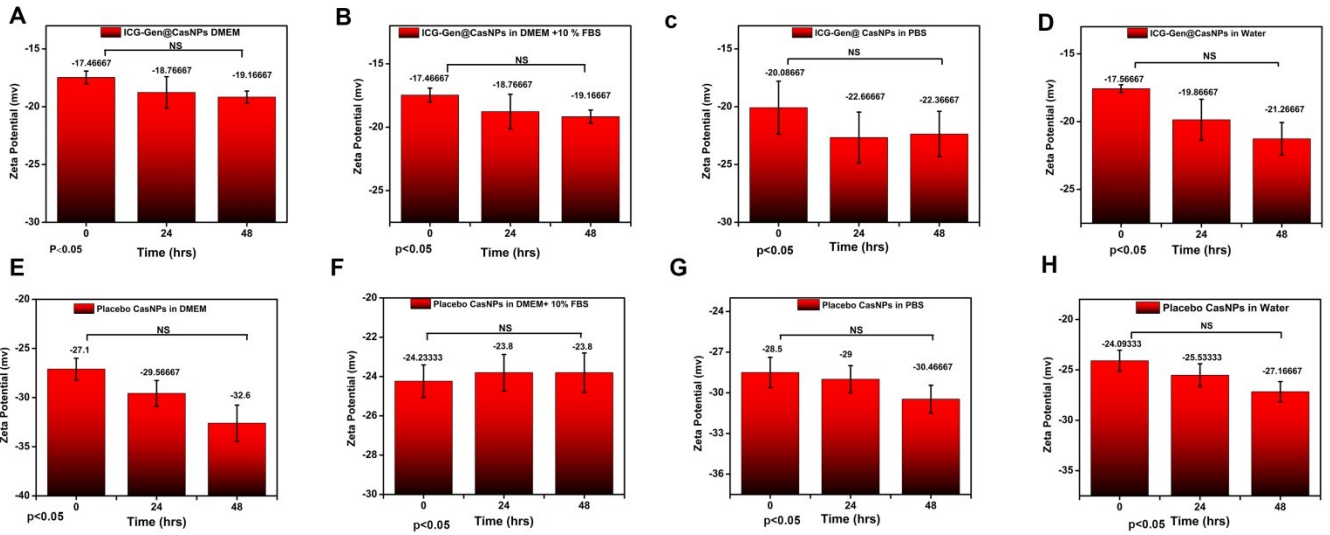 A
ICG-Gen@CasNPs DMEM
NS
-17.46667
-18.76667
-19.16667
Zeta Potential (mv)
-15
-20
-25
-30
0
24
48
P<0.05
Time (hrs)
B
ICG-Gen@CasNPs in DMEM +10 % FBS
NS
-17.46667
-18.76667
-19.16667
Zeta Potential (mv)
-15
-20
-25
0
24
48
p<0.05
Time (hrs)
c
ICG-Gen@ CasNPs in PBS
NS
-20.08667
-22.66667
-22.36667
Zeta Potential (mv)
-15
-20
-25
-30
0
24
48
p<0.05
Time (hrs)
D
ICG-Gen@CasNPs in Water
NS
-17.56667
-19.86667
-21.26667
Zeta Potential (mv)
-15
-20
-25
0
24
48
p<0.05
Time (hrs)
E
Placebo CasNPs in DMEM
NS
-27.1
-29.56667
-32.6
Zeta Potential (mv)
-20
-25
-30
-35
-40
0
24
48
p<0.05
Time (hrs)
F
Placebo CasNPs in DMEM+ 10% FBS
NS
-24.23333
-23.8
-23.8
Zeta Potential (mv)
-20
-22
-24
-26
-28
-30
0
24
48
p<0.05
Time (hrs)
G
Placebo CasNPs in PBS
NS
-28.5
-29
-30.46667
Zeta Potential (mv)
-24
-27
-30
-33
-36
0
24
48
p<0.05
Time (hrs)
H
Placebo CasNPs in Water
NS
-24.09333
-25.53333
-27.16667
Zeta Potential (mv)
-20
-25
-30
-35
0
24
48
p<0.05
Time (hrs)